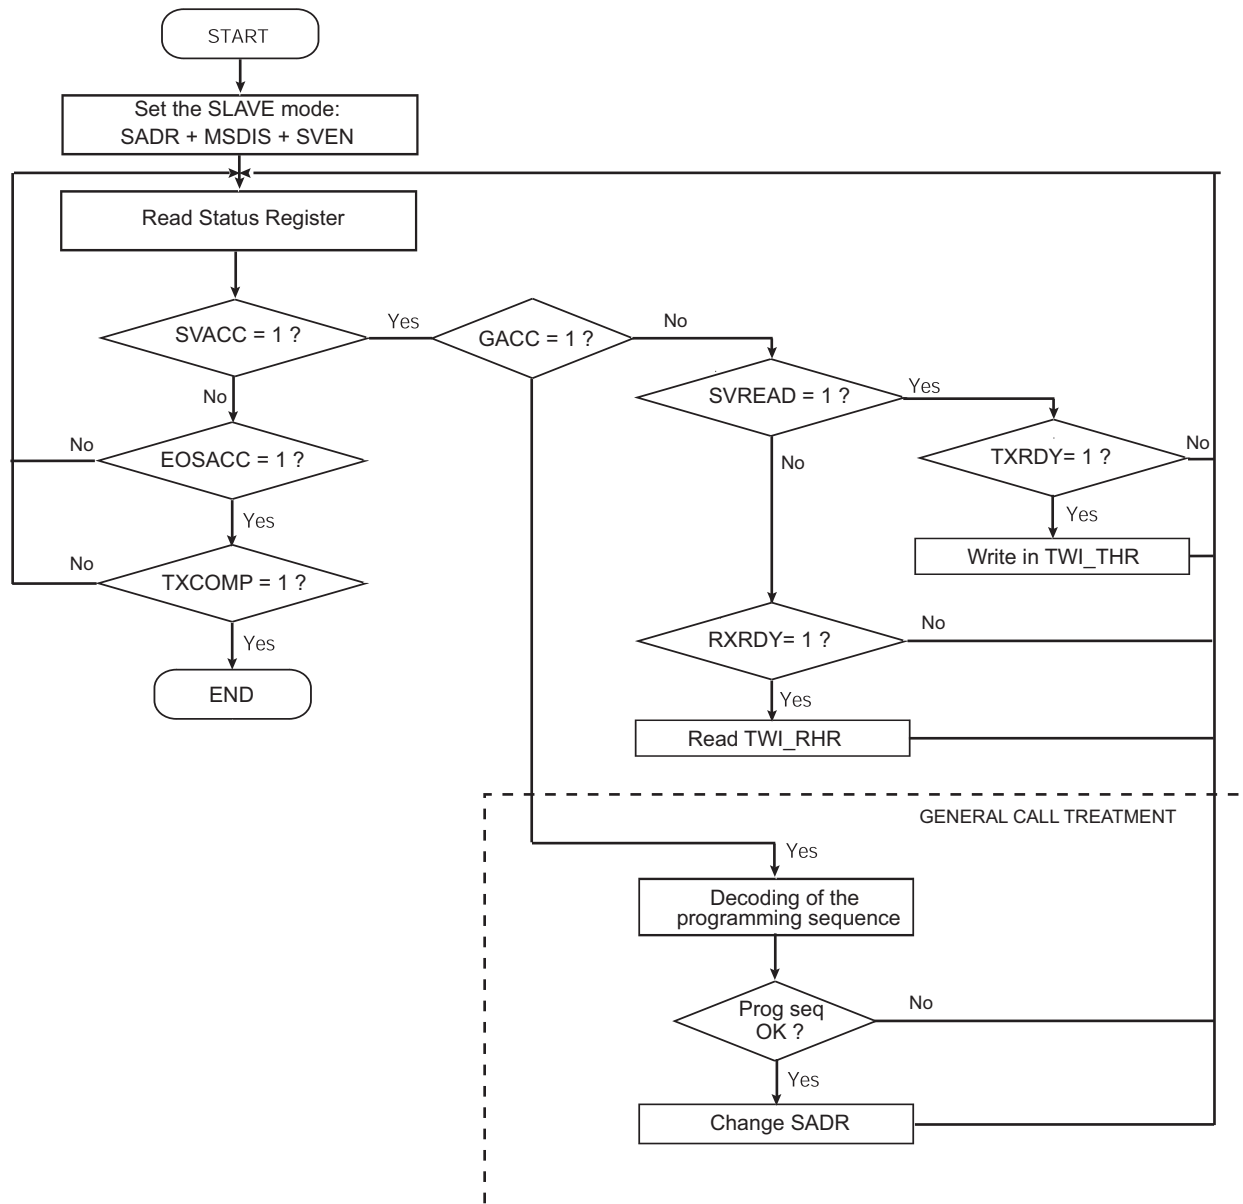 START
Set the SLAVE mode:
SADR + MSDIS + SVEN
Read Status Register
SVACC = 1 ?
Yes
GACC = 1 ?
No
SVREAD = 1 ?
Yes
No
No
EOSACC = 1 ?
No
TXRDY= 1 ?
No
Yes
Yes
Write in TWI_THR
No
TXCOMP = 1 ?
Yes
RXRDY= 1 ?
No
END
Yes
Read TWI_RHR
GENERAL CALL TREATMENT
Yes
Decoding of the
programming sequence
Prog seq
OK ?
No
Yes
Change SADR